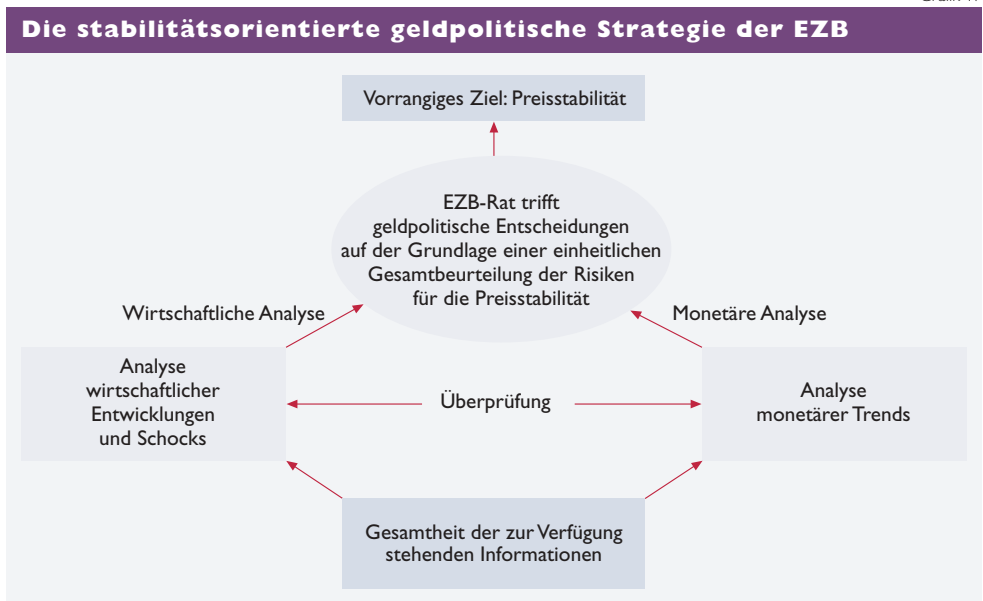 Die stabilitätsorientierte geldpolitische Strategie der EZB
Vorrangiges Ziel: Preisstabilität
EZB-Rat trifft
geldpolitische Entscheidungen
auf der Grundlage einer einheitlichen
Gesamtbeurteilung der Risiken
für die Preisstabilität
Wirtschaftliche Analyse
Monetäre Analyse
Analyse
wirtschaftlicher
Entwicklungen
und Schocks
Überprüfung
Analyse
monetärer Trends
Gesamtheit der zur Verfügung
stehenden Informationen